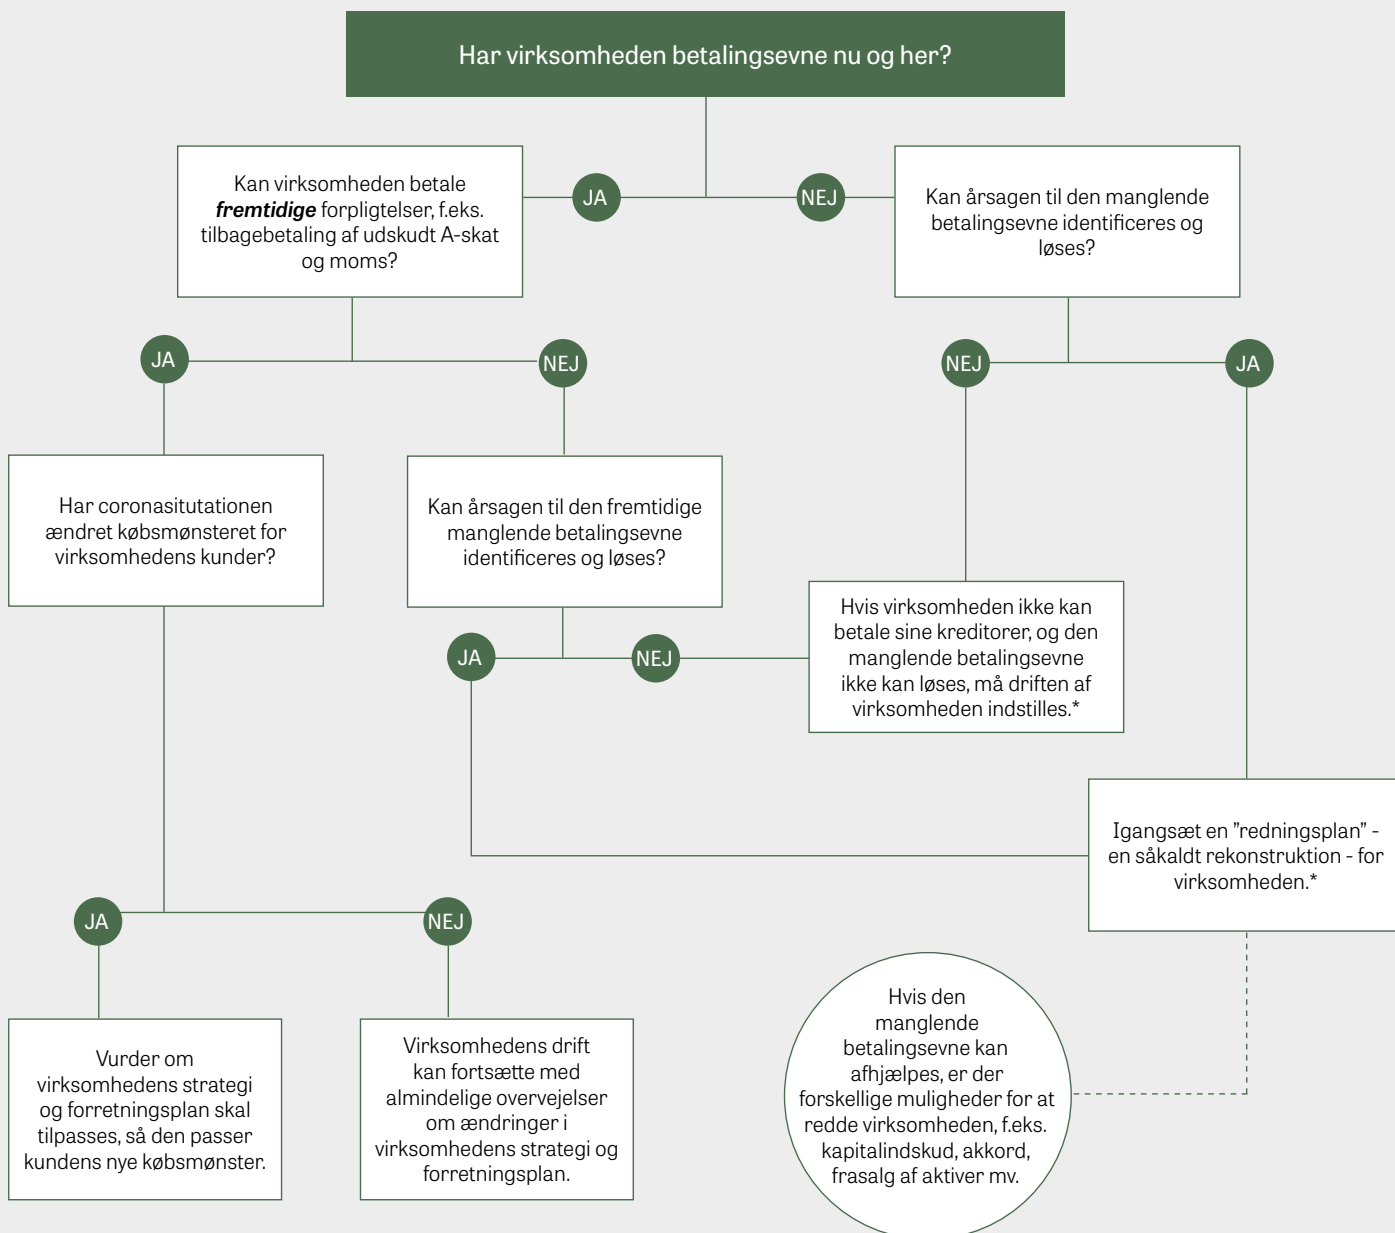 Har virksomheden betalingsevne nu og her?
JA
NEJ
Kan virksomheden betale
fremtidige forpligtelser, f.eks.
tilbagebetaling af udskudt A-skat
og moms?
Kan årsagen til den manglende
betalingsevne identificeres og
løses?
JA
NEJ
NEJ
JA
Har coronasitutationen
ændret købsmønsteret for
virksomhedens kunder?
Kan årsagen til den fremtidige
manglende betalingsevne
identificeres og løses?
JA
NEJ
Hvis virksomheden ikke kan
betale sine kreditorer, og den
manglende betalingsevne
ikke kan løses, må driften af
virksomheden indstilles.*
Igangsæt en ”redningsplan” -
en såkaldt rekonstruktion - for
virksomheden.*
JA
NEJ
Vurder om
virksomhedens strategi
og forretningsplan skal
tilpasses, så den passer
kundens nye købsmønster.
Virksomhedens drift
kan fortsætte med
almindelige overvejelser
om ændringer i
virksomhedens strategi og
forretningsplan.
Hvis den
manglende
betalingsevne kan
afhjælpes, er der
forskellige muligheder for at
redde virksomheden, f.eks.
kapitalindskud, akkord,
frasalg af aktiver mv.